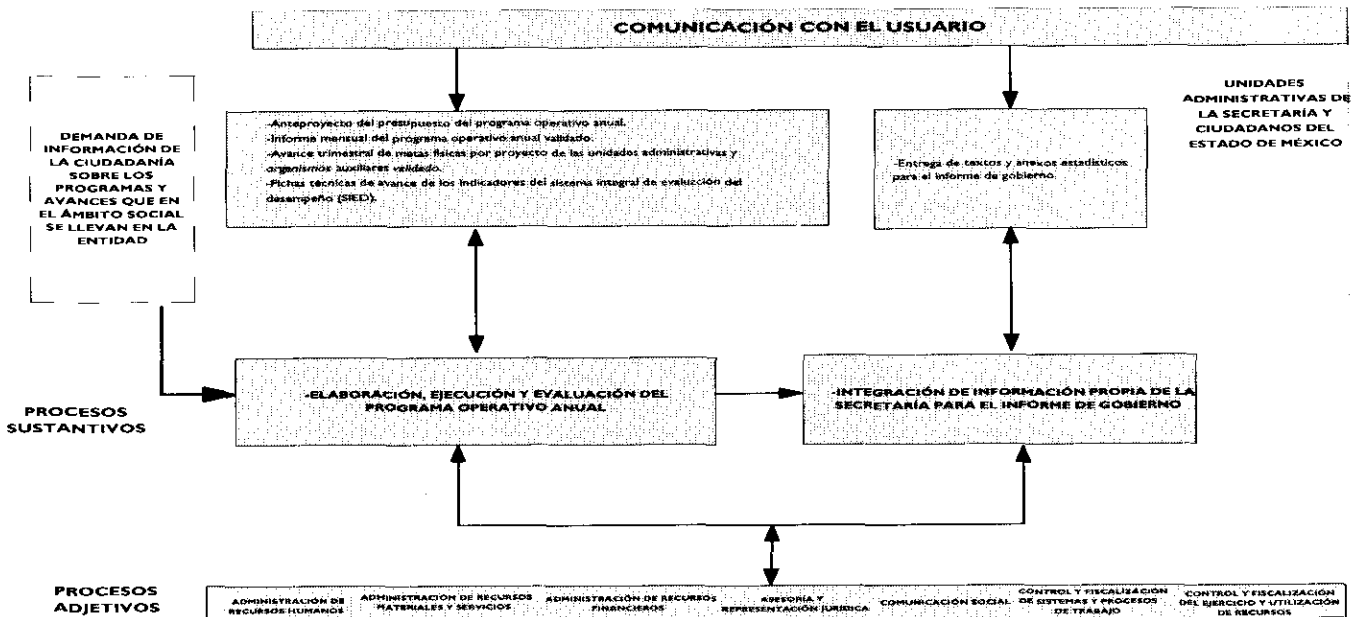 COMUNICACIÓN CON EL USUARIO
DEMANDA DE
INFORMACIÓN DE
LA CIUDADANÍA
SOBRE LOS
PROGRAMAS Y
AVANCES QUE EN
EL ÁMBITO SOCIAL
SE LLEVAN EN LA
ENTIDAD
-Anteproyecto del presupuesto del programa operativo anual.
-Informe mensual del programa operativo anual validado.
-Avance trimestral de metas físicas por proyecto de las unidades administrativas y
organismos auxiliares validado.
-Fichas técnicas de avance de los indicadores del sistema integral de evaluación del
desempeño (SIED).
-Entrega de textos y anexos estadísticos
para el informe de gobierno.
UNIDADES
ADMINISTRATIVAS DE
LA SECRETARÍA Y
CIUDADANOS DEL
ESTADO DE MÉXICO
PROCESOS
SUSTANTIVOS
-ELABORACIÓN, EJECUCIÓN Y EVALUACIÓN DEL
PROGRAMA OPERATIVO ANUAL
-INTEGRACIÓN DE INFORMACIÓN PROPIA DE LA
SECRETARÍA PARA EL INFORME DE GOBIERNO
PROCESOS
ADJETIVOS
ADMINISTRACIÓN DE
RECURSOS HUMANOS
ADMINISTRACIÓN DE RECURSOS
MATERIALES Y SERVICIOS
ADMINISTRACIÓN DE RECURSOS
FINANCIEROS
ASESORÍA Y
REPRESENTACIÓN JURÍDICA
COMUNICACIÓN SOCIAL
CONTROL Y FISCALIZACIÓN
DE SISTEMAS Y PROCESOS
DE TRABAJO
CONTROL Y FISCALIZACIÓN
DEL EJERCICIO Y UTILIZACIÓN
DE RECURSOS